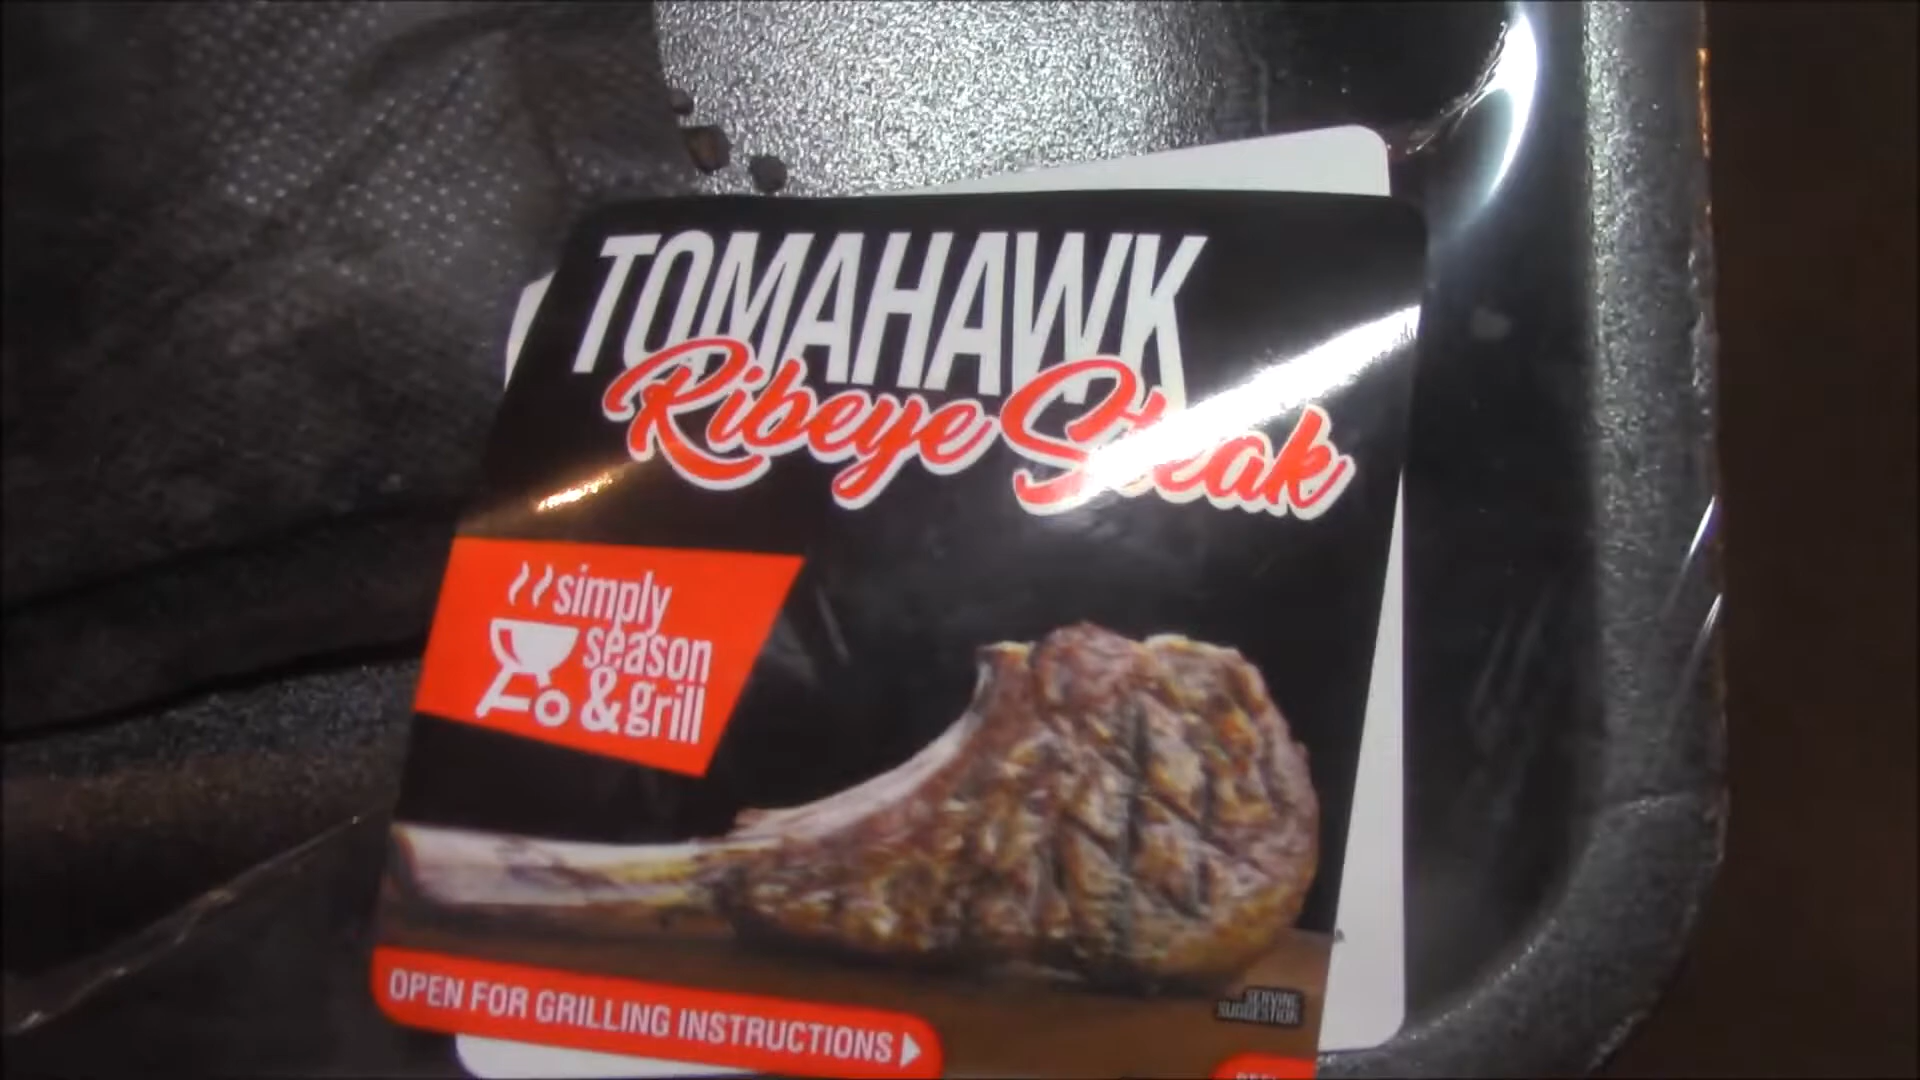 TOMAHAWK
Ribeye Steak
simply
season
& grill
OPEN FOR GRILLING INSTRUCTIONS
SERVING
SUGGESTION